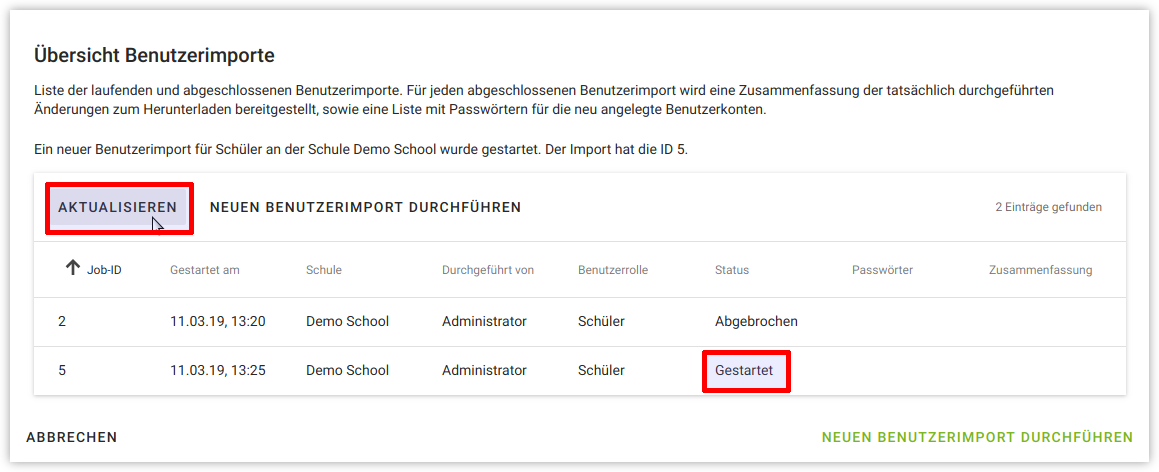 Übersicht Benutzerimporte
Liste der laufenden und abgeschlossenen Benutzerimporte. Für jeden abgeschlossenen Benutzerimport wird eine Zusammenfassung der tatsächlich durchgeführten
Änderungen zum Herunterladen bereitgestellt, sowie eine Liste mit Passwörtern für die neu angelegte Benutzerkonten.
Ein neuer Benutzerimport für Schüler an der Schule Demo School wurde gestartet. Der Import hat die ID 5.
AKTUALISIEREN NEUEN BENUTZERIMPORT DURCHFÜHREN 2 Einträge gefunden
Job-ID Gestartet am Schule Durchgeführt von Benutzerrolle Status Passwörter Zusammenfassung
2 11.03.19, 13:20 Demo School Administrator Schüler Abgebrochen
5 11.03.19, 13:25 Demo School Administrator Schüler Gestartet
ABBRECHEN NEUEN BENUTZERIMPORT DURCHFÜHREN